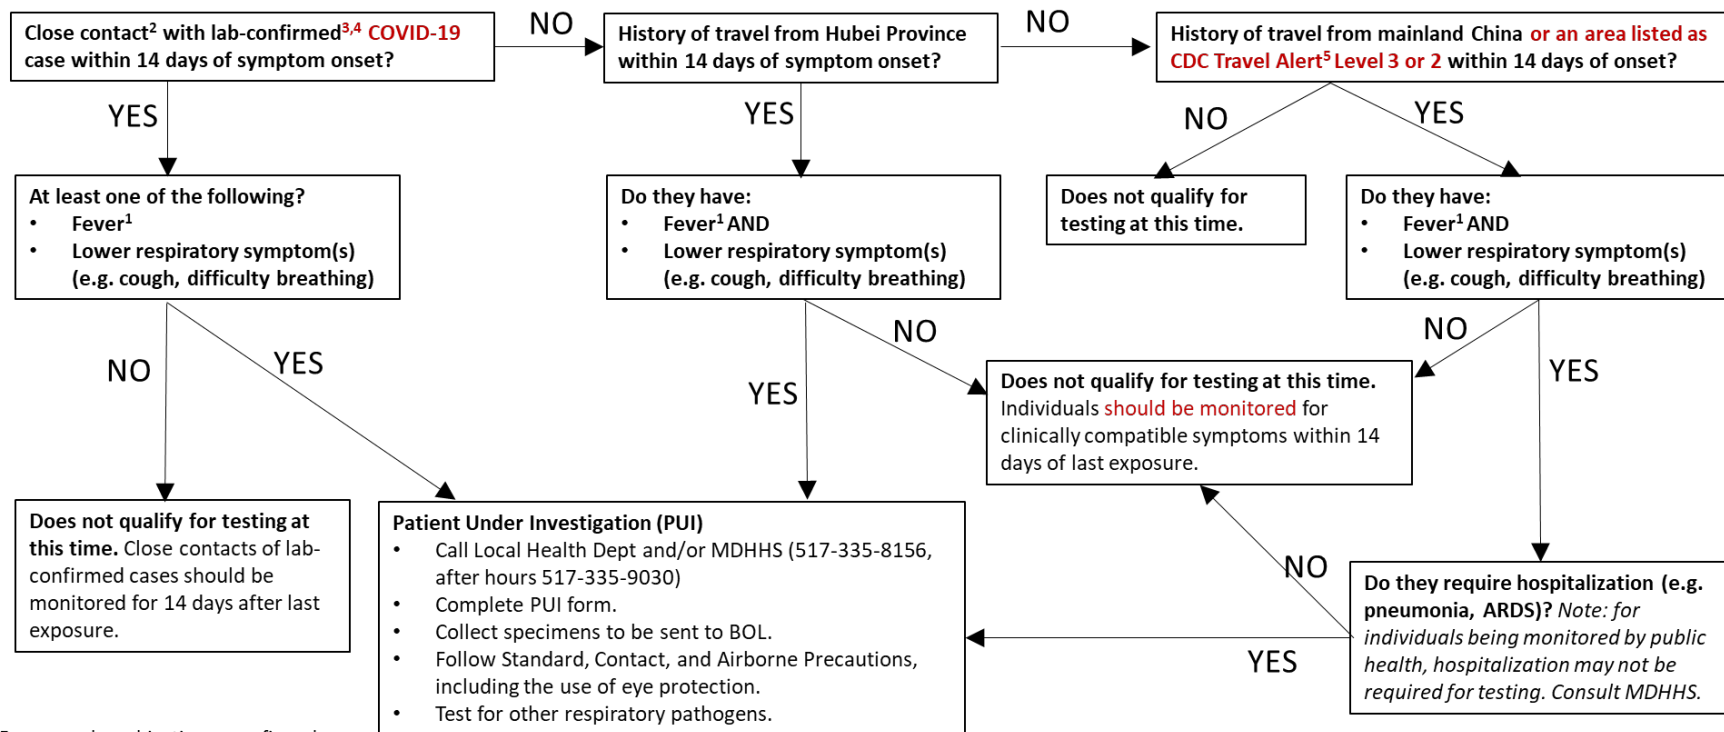 Close contact² with lab-confirmed³,⁴ COVID-19
case within 14 days of symptom onset?
NO
History of travel from Hubei Province
within 14 days of symptom onset?
NO
History of travel from mainland China or an area listed as
CDC Travel Alert⁵ Level 3 or 2 within 14 days of onset?
YES
YES
NO
YES
At least one of the following?
• Fever¹
• Lower respiratory symptom(s)
(e.g. cough, difficulty breathing)
Do they have:
• Fever¹ AND
• Lower respiratory symptom(s)
(e.g. cough, difficulty breathing)
Does not qualify for
testing at this time.
Do they have:
• Fever¹ AND
• Lower respiratory symptom(s)
(e.g. cough, difficulty breathing)
NO
YES
YES
NO
NO
YES
Does not qualify for testing at this time.
Individuals should be monitored for
clinically compatible symptoms within 14
days of last exposure.
Does not qualify for testing at
this time. Close contacts of lab-
confirmed cases should be
monitored for 14 days after last
exposure.
Patient Under Investigation (PUI)
• Call Local Health Dept and/or MDHHS (517-335-8156,
after hours 517-335-9030)
• Complete PUI form.
• Collect specimens to be sent to BOL.
• Follow Standard, Contact, and Airborne Precautions,
including the use of eye protection.
• Test for other respiratory pathogens.
NO
YES
Do they require hospitalization (e.g.
pneumonia, ARDS)? Note: for
individuals being monitored by public
health, hospitalization may not be
required for testing. Consult MDHHS.